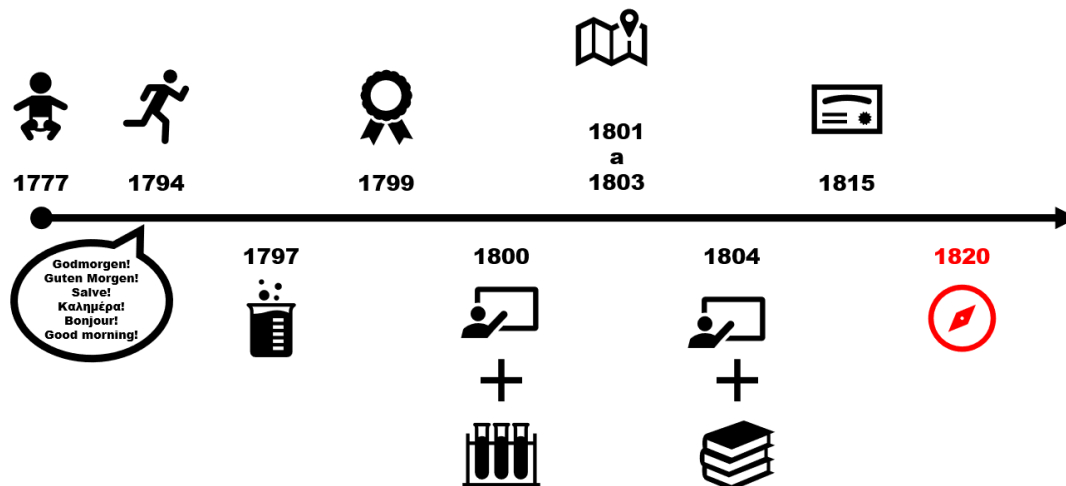 1801
a
1803
1777
1794
1799
1815
Godmorgen!
Guten Morgen!
Salve!
Καλημέρα!
Bonjour!
Good morning!
1797
1800
1804
1820